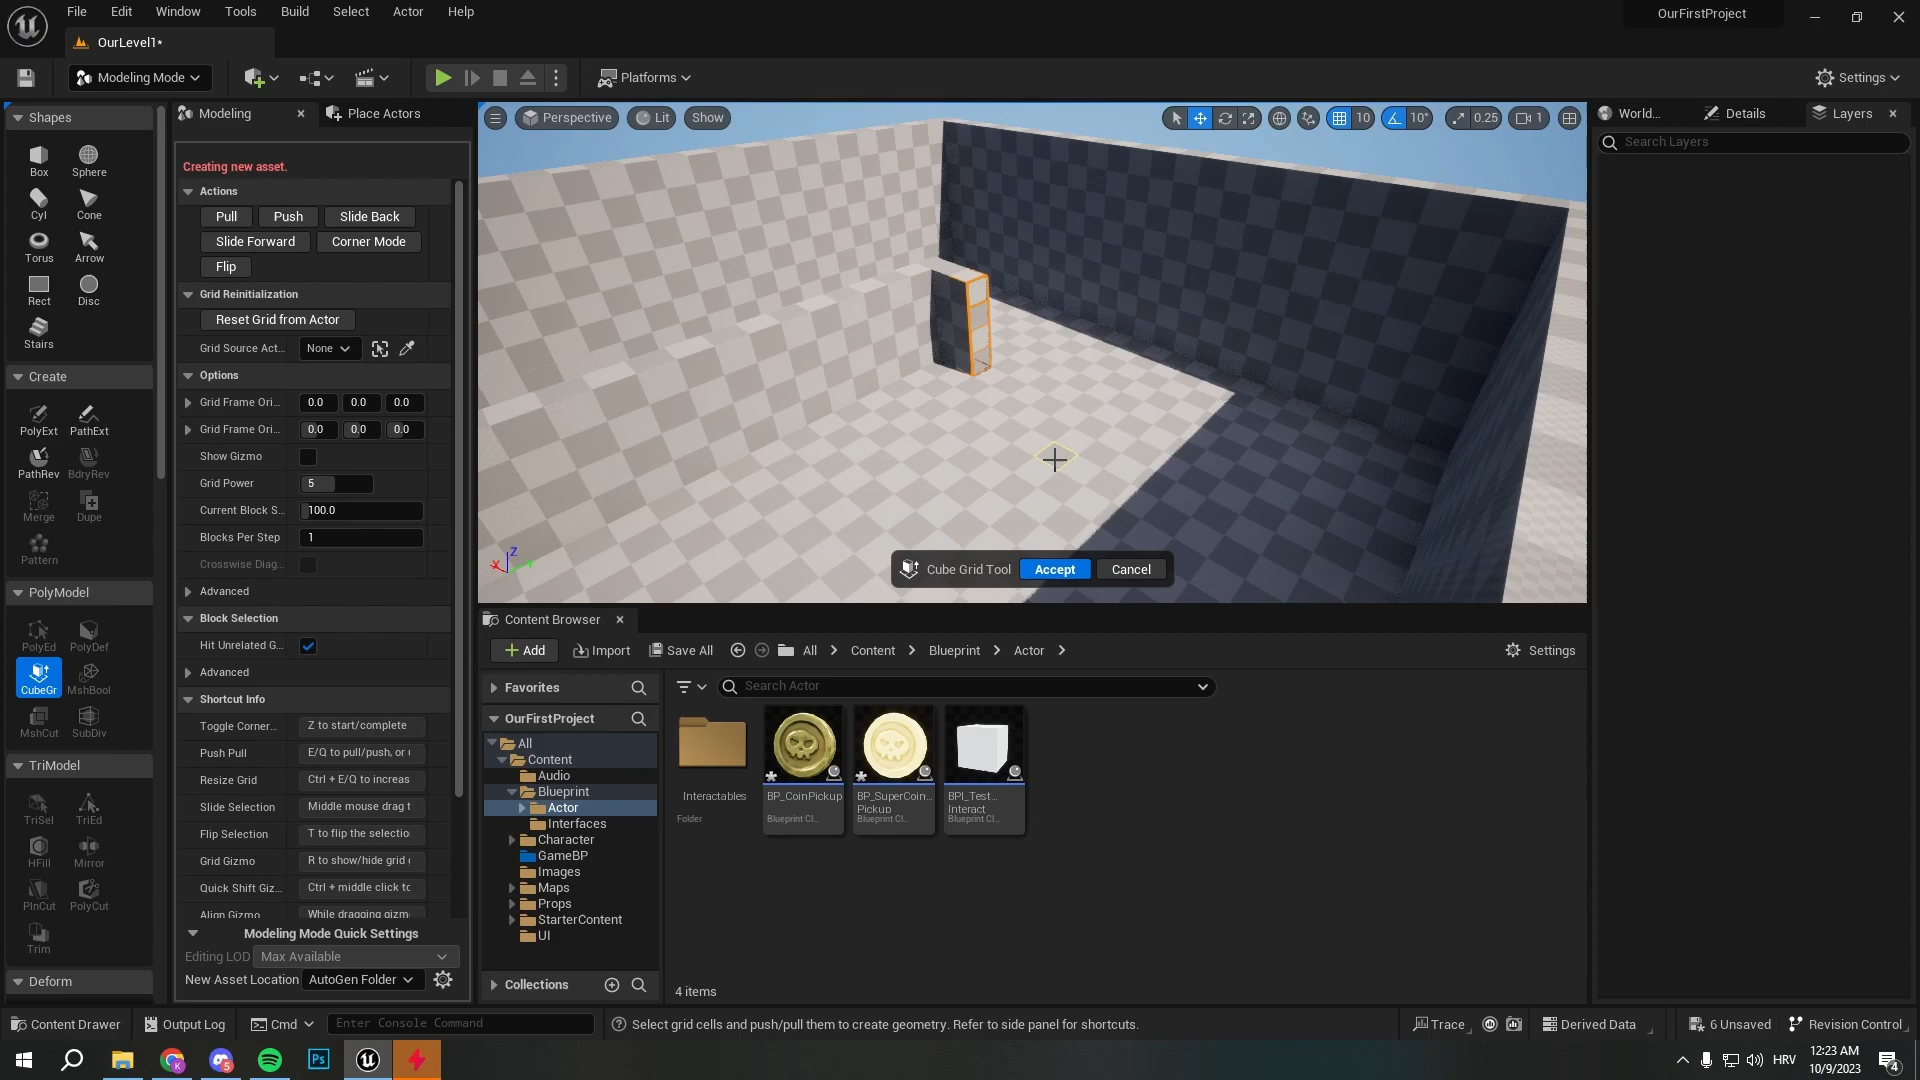 File Edit Window Tools Build Select Actor Help
OurFirstProject
OurLevel1*
Modeling Mode
Platforms
Settings
Shapes
Box Sphere
Cyl Cone
Torus Arrow
Rect Disc
Stairs
Create
PolyExt PathExt
PathRev BdryRev
Merge Dupe
Pattern
PolyModel
PolyEd PolyDef
CubeGr MshBool
MshCut SubDiv
TriModel
TriSel TriEd
HFill Mirror
PlnCut PolyCut
Trim
Deform
Modeling Place Actors
Creating new asset.
Actions
Pull Push Slide Back
Slide Forward Corner Mode
Flip
Grid Reinitialization
Reset Grid from Actor
Grid Source Act... None
Options
Grid Frame Ori... 0.0 0.0 0.0
Grid Frame Ori... 0.0 0.0 0.0
Show Gizmo
Grid Power 5
Current Block S... 100.0
Blocks Per Step 1
Crosswise Diag...
Advanced
Block Selection
Hit Unrelated G...
Advanced
Shortcut Info
Toggle Corner... Z to start/complete
Push Pull E/Q to pull/push, or
Resize Grid Ctrl + E/Q to increas
Slide Selection Middle mouse drag t
Flip Selection T to flip the selectio
Grid Gizmo R to show/hide grid
Quick Shift Giz... Ctrl + middle click to
Align Gizmo While dragging gizm
Modeling Mode Quick Settings
Editing LOD Max Available
New Asset Location AutoGen Folder
Perspective Lit Show
10 10° 0.25 1
Z
X
Cube Grid Tool Accept Cancel
World... Details Layers
Search Layers
Content Browser
Add Import Save All All Content Blueprint Actor Settings
Favorites
OurFirstProject
All
Content
Audio
Blueprint
Actor
Interfaces
Character
GameBP
Images
Maps
Props
StarterContent
UI
Collections
Search Actor
Interactables
Folder
BP_CoinPickup
Blueprint Cl...
BP_SuperCoin...
Pickup
Blueprint Cl...
BPI_Test...
Interact
Blueprint Cl...
4 items
Content Drawer Output Log Cmd Enter Console Command Select grid cells and push/pull them to create geometry. Refer to side panel for shortcuts. Trace Derived Data 6 Unsaved Revision Control
K 5 Ps HRV 12:23 AM
10/9/2023 4